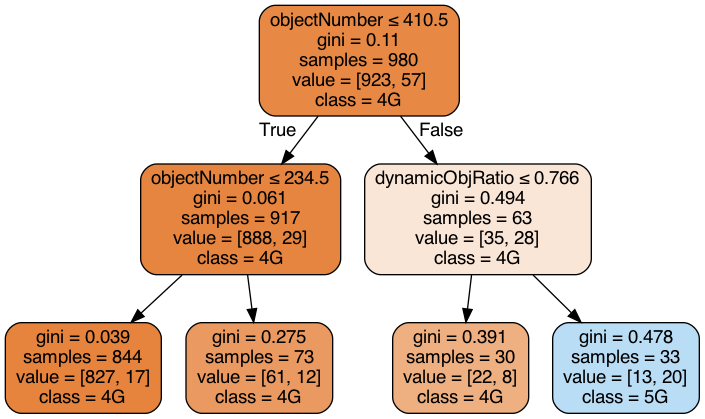 objectNumber ≤ 410.5
gini = 0.11
samples = 980
value = [923, 57]
class = 4G
True
False
objectNumber ≤ 234.5
gini = 0.061
samples = 917
value = [888, 29]
class = 4G
dynamicObjRatio ≤ 0.766
gini = 0.494
samples = 63
value = [35, 28]
class = 4G
gini = 0.039
samples = 844
value = [827, 17]
class = 4G
gini = 0.275
samples = 73
value = [61, 12]
class = 4G
gini = 0.391
samples = 30
value = [22, 8]
class = 4G
gini = 0.478
samples = 33
value = [13, 20]
class = 5G